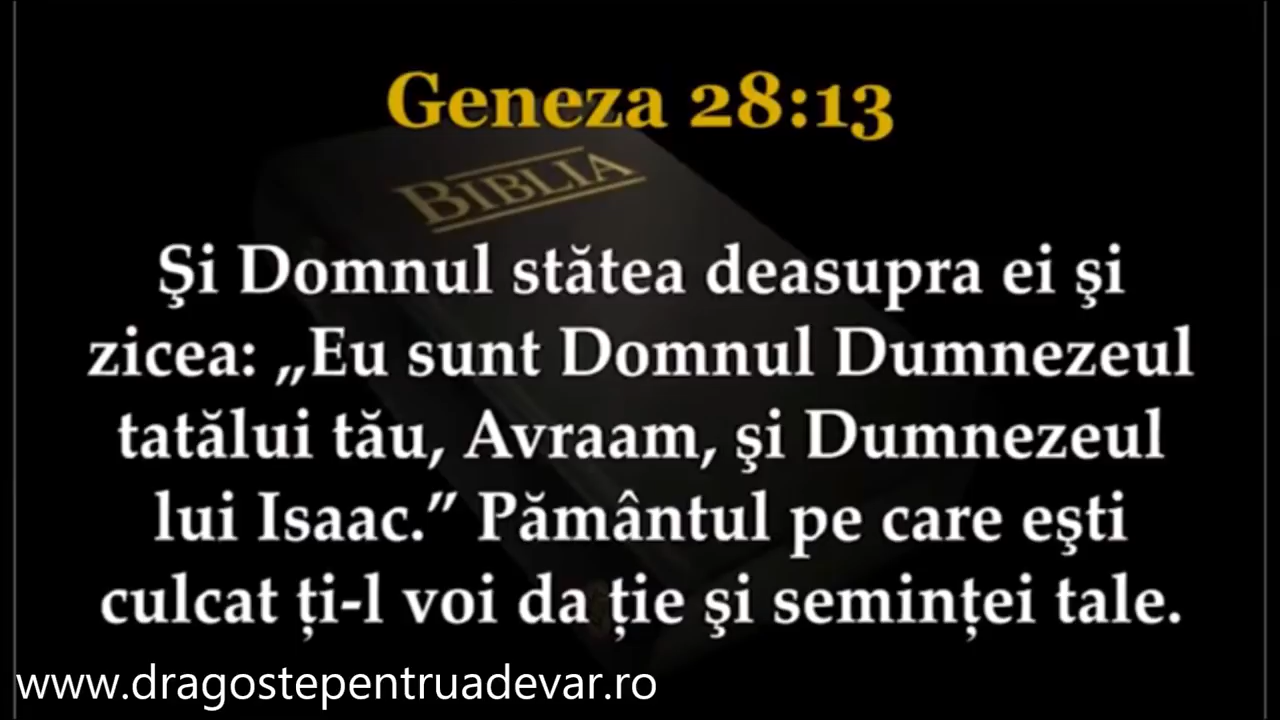 Geneza 28:13
BIBLIA
Şi Domnul stătea deasupra ei şi
zicea: „Eu sunt Domnul Dumnezeul
tatălui tău, Avraam, şi Dumnezeul
lui Isaac.” Pământul pe care eşti
culcat ți-l voi da ție şi seminței tale.
www.dragostepentruadevar.ro